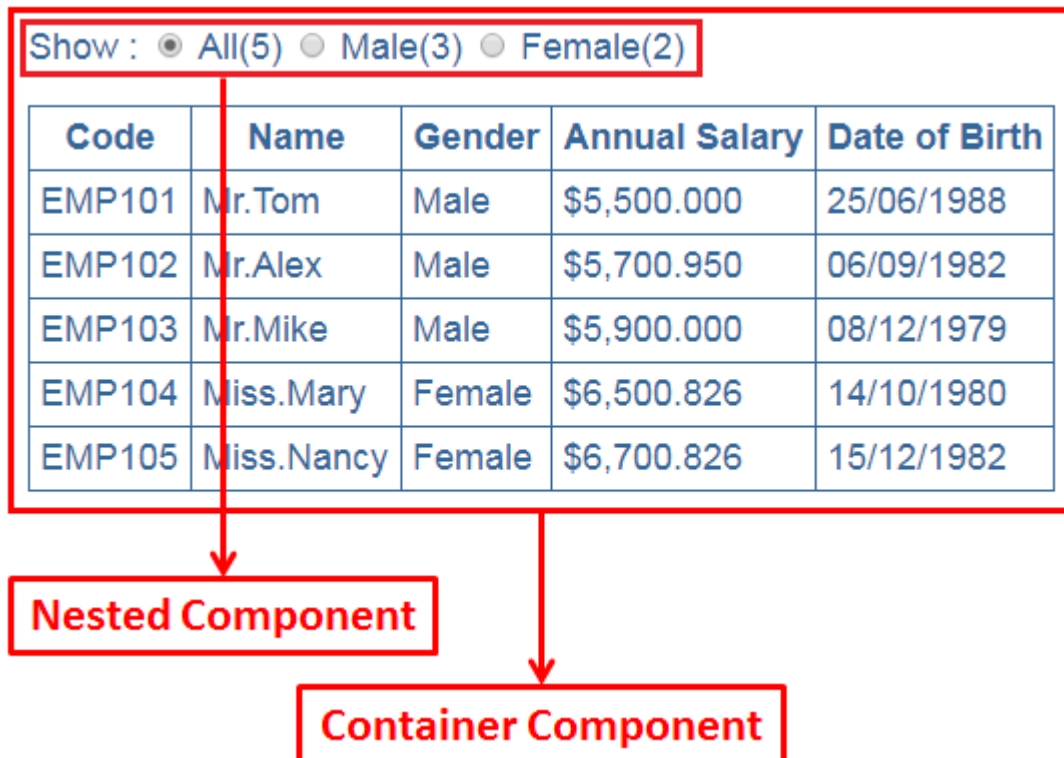 Show : All(5) Male(3) Female(2)
Code Name Gender Annual Salary Date of Birth
EMP101 Mr.Tom Male $5,500.000 25/06/1988
EMP102 Mr.Alex Male $5,700.950 06/09/1982
EMP103 Mr.Mike Male $5,900.000 08/12/1979
EMP104 Miss.Mary Female $6,500.826 14/10/1980
EMP105 Miss.Nancy Female $6,700.826 15/12/1982
Nested Component
Container Component